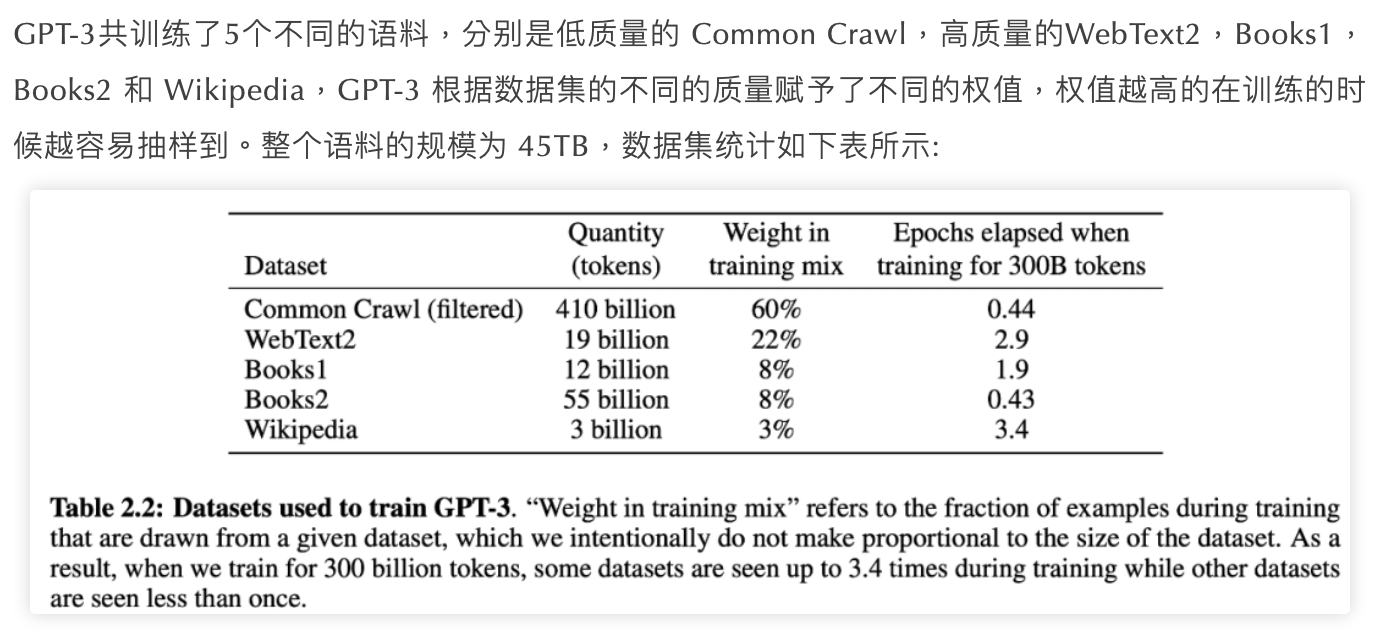 GPT-3共训练了5个不同的语料，分别是低质量的 Common Crawl，高质量的WebText2，Books1，
Books2 和 Wikipedia，GPT-3 根据数据集的不同的质量赋予了不同的权值，权值越高的在训练的时
候越容易抽样到。整个语料的规模为 45TB，数据集统计如下表所示:
Quantity Weight in Epochs elapsed when
Dataset (tokens) training mix training for 300B tokens
Common Crawl (filtered) 410 billion 60% 0.44
WebText2 19 billion 22% 2.9
Books1 12 billion 8% 1.9
Books2 55 billion 8% 0.43
Wikipedia 3 billion 3% 3.4
Table 2.2: Datasets used to train GPT-3. “Weight in training mix” refers to the fraction of examples during training
that are drawn from a given dataset, which we intentionally do not make proportional to the size of the dataset. As a
result, when we train for 300 billion tokens, some datasets are seen up to 3.4 times during training while other datasets
are seen less than once.